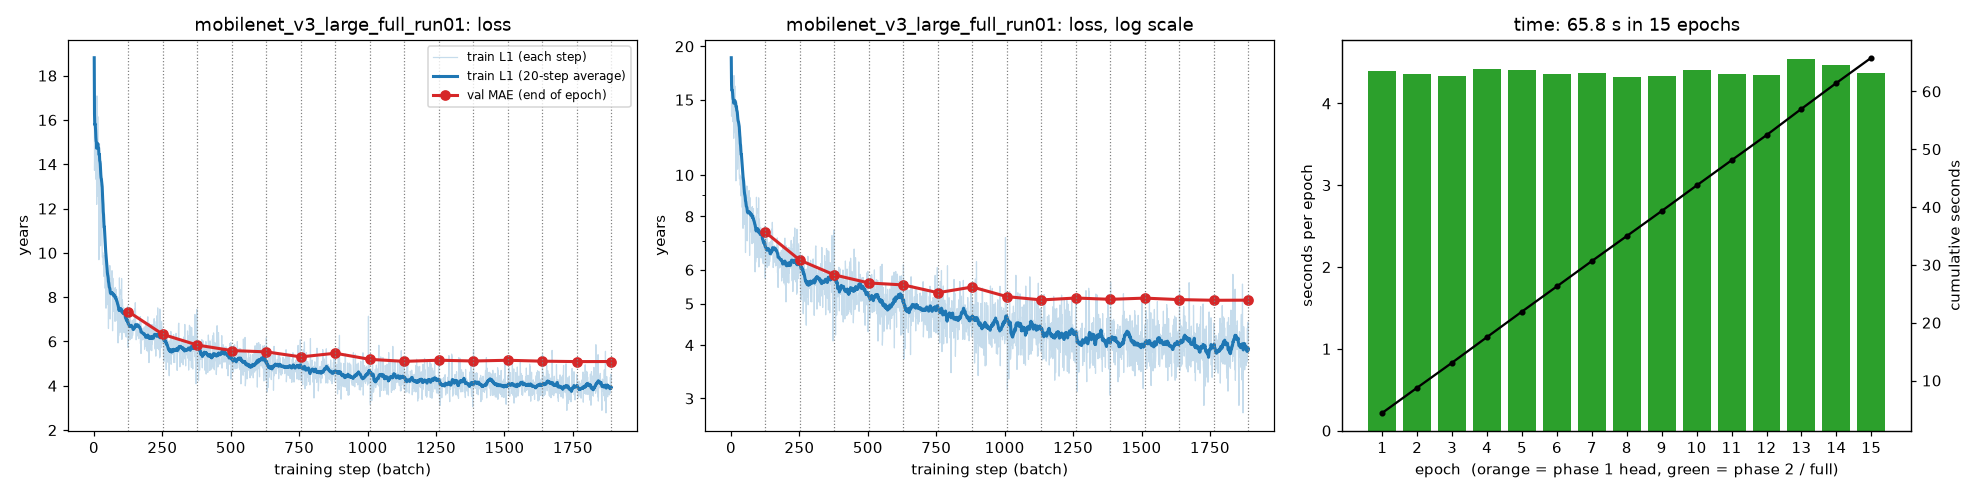 mobilenet_v3_large_full_run01: loss
train L1 (each step)
train L1 (20-step average)
val MAE (end of epoch)
18
16
14
12
10
8
6
4
2
years
0 250 500 750 1000 1250 1500 1750
training step (batch)
mobilenet_v3_large_full_run01: loss, log scale
20
15
10
8
6
5
4
3
years
0 250 500 750 1000 1250 1500 1750
training step (batch)
time: 65.8 s in 15 epochs
4
3
2
1
0
seconds per epoch
60
50
40
30
20
10
cumulative seconds
1 2 3 4 5 6 7 8 9 10 11 12 13 14 15
epoch (orange = phase 1 head, green = phase 2 / full)